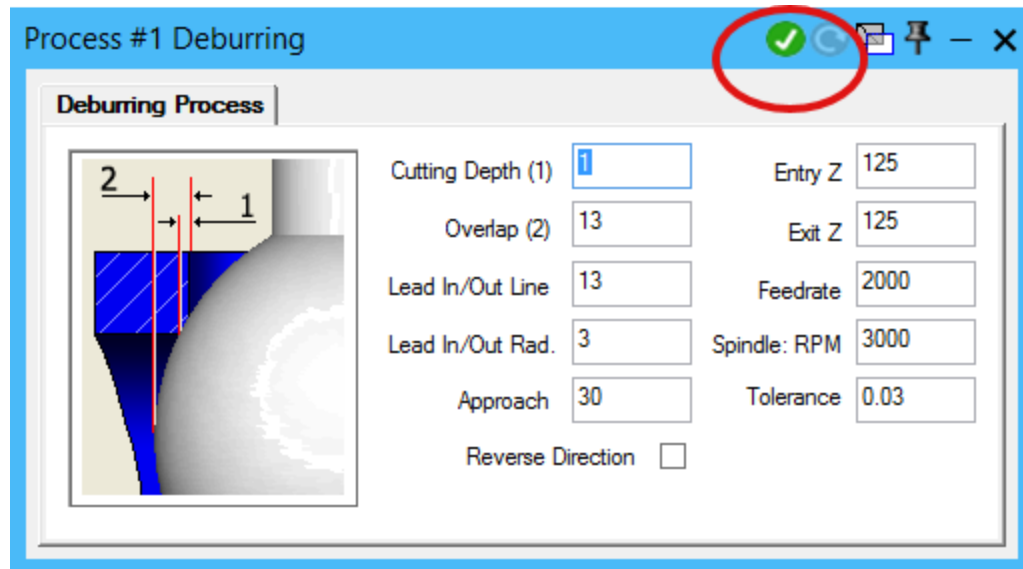 Process #1 Deburring
Deburring Process
2
1
Cutting Depth (1) 1 Entry Z 125
Overlap (2) 13 Exit Z 125
Lead In/Out Line 13 Feedrate 2000
Lead In/Out Rad. 3 Spindle: RPM 3000
Approach 30 Tolerance 0.03
Reverse Direction